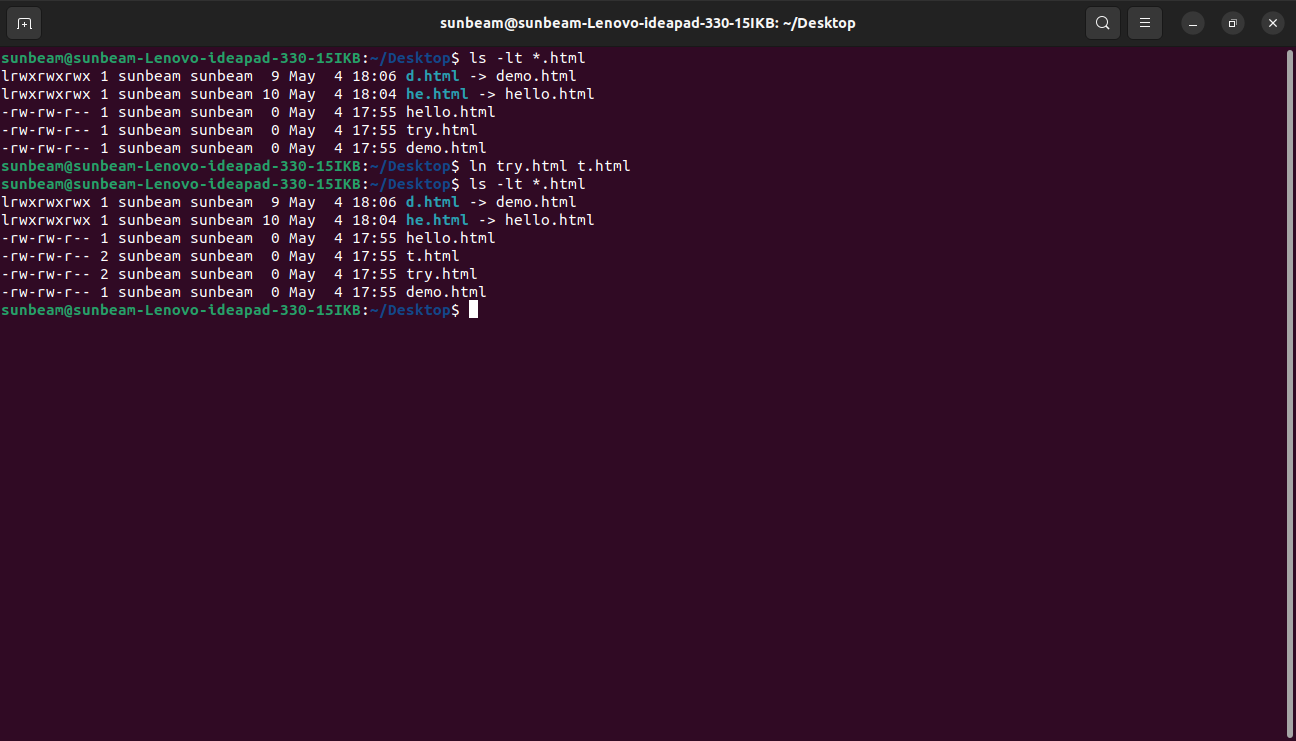 sunbeam@sunbeam-Lenovo-ideapad-330-15IKB: ~/Desktop
sunbeam@sunbeam-Lenovo-ideapad-330-15IKB:~/Desktop$ ls -lt *.html
lrwxrwxrwx 1 sunbeam sunbeam  9 May  4 18:06 d.html -> demo.html
lrwxrwxrwx 1 sunbeam sunbeam 10 May  4 18:04 he.html -> hello.html
-rw-rw-r-- 1 sunbeam sunbeam  0 May  4 17:55 hello.html
-rw-rw-r-- 1 sunbeam sunbeam  0 May  4 17:55 try.html
-rw-rw-r-- 1 sunbeam sunbeam  0 May  4 17:55 demo.html
sunbeam@sunbeam-Lenovo-ideapad-330-15IKB:~/Desktop$ ln try.html t.html
sunbeam@sunbeam-Lenovo-ideapad-330-15IKB:~/Desktop$ ls -lt *.html
lrwxrwxrwx 1 sunbeam sunbeam  9 May  4 18:06 d.html -> demo.html
lrwxrwxrwx 1 sunbeam sunbeam 10 May  4 18:04 he.html -> hello.html
-rw-rw-r-- 1 sunbeam sunbeam  0 May  4 17:55 hello.html
-rw-rw-r-- 2 sunbeam sunbeam  0 May  4 17:55 t.html
-rw-rw-r-- 2 sunbeam sunbeam  0 May  4 17:55 try.html
-rw-rw-r-- 1 sunbeam sunbeam  0 May  4 17:55 demo.html
sunbeam@sunbeam-Lenovo-ideapad-330-15IKB:~/Desktop$